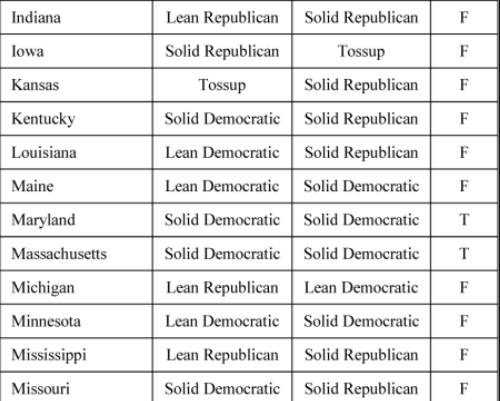 Indiana Lean Republican Solid Republican F
Iowa Solid Republican Tossup F
Kansas Tossup Solid Republican F
Kentucky Solid Democratic Solid Republican F
Louisiana Lean Democratic Solid Republican F
Maine Lean Democratic Solid Democratic F
Maryland Solid Democratic Solid Democratic T
Massachusetts Solid Democratic Solid Democratic T
Michigan Lean Republican Lean Democratic F
Minnesota Lean Democratic Solid Democratic F
Mississippi Lean Republican Solid Republican F
Missouri Solid Democratic Solid Republican F